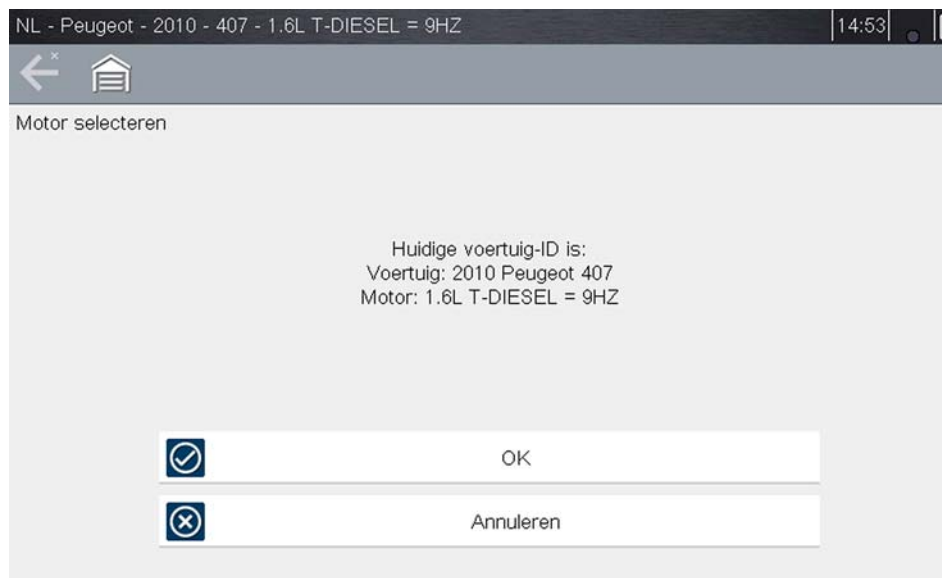 NL - Peugeot - 2010 - 407 - 1.6L T-DIESEL = 9HZ
14:53
Motor selecteren
Huidige voertuig-ID is:
Voertuig: 2010 Peugeot 407
Motor: 1.6L T-DIESEL = 9HZ
OK
Annuleren